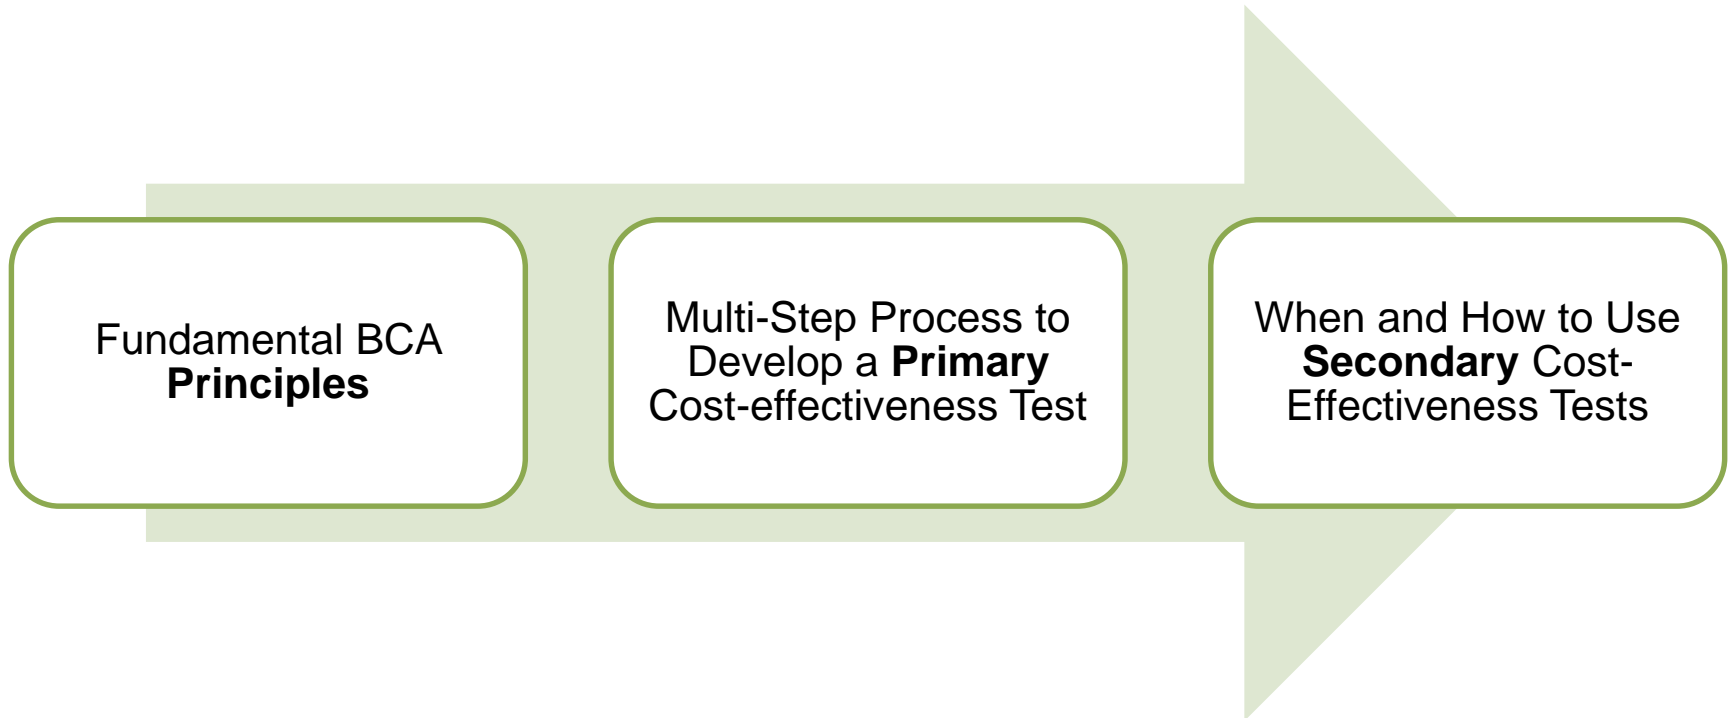 Fundamental BCA
Principles
Multi-Step Process to
Develop a Primary
Cost-effectiveness Test
When and How to Use
Secondary Cost-
Effectiveness Tests